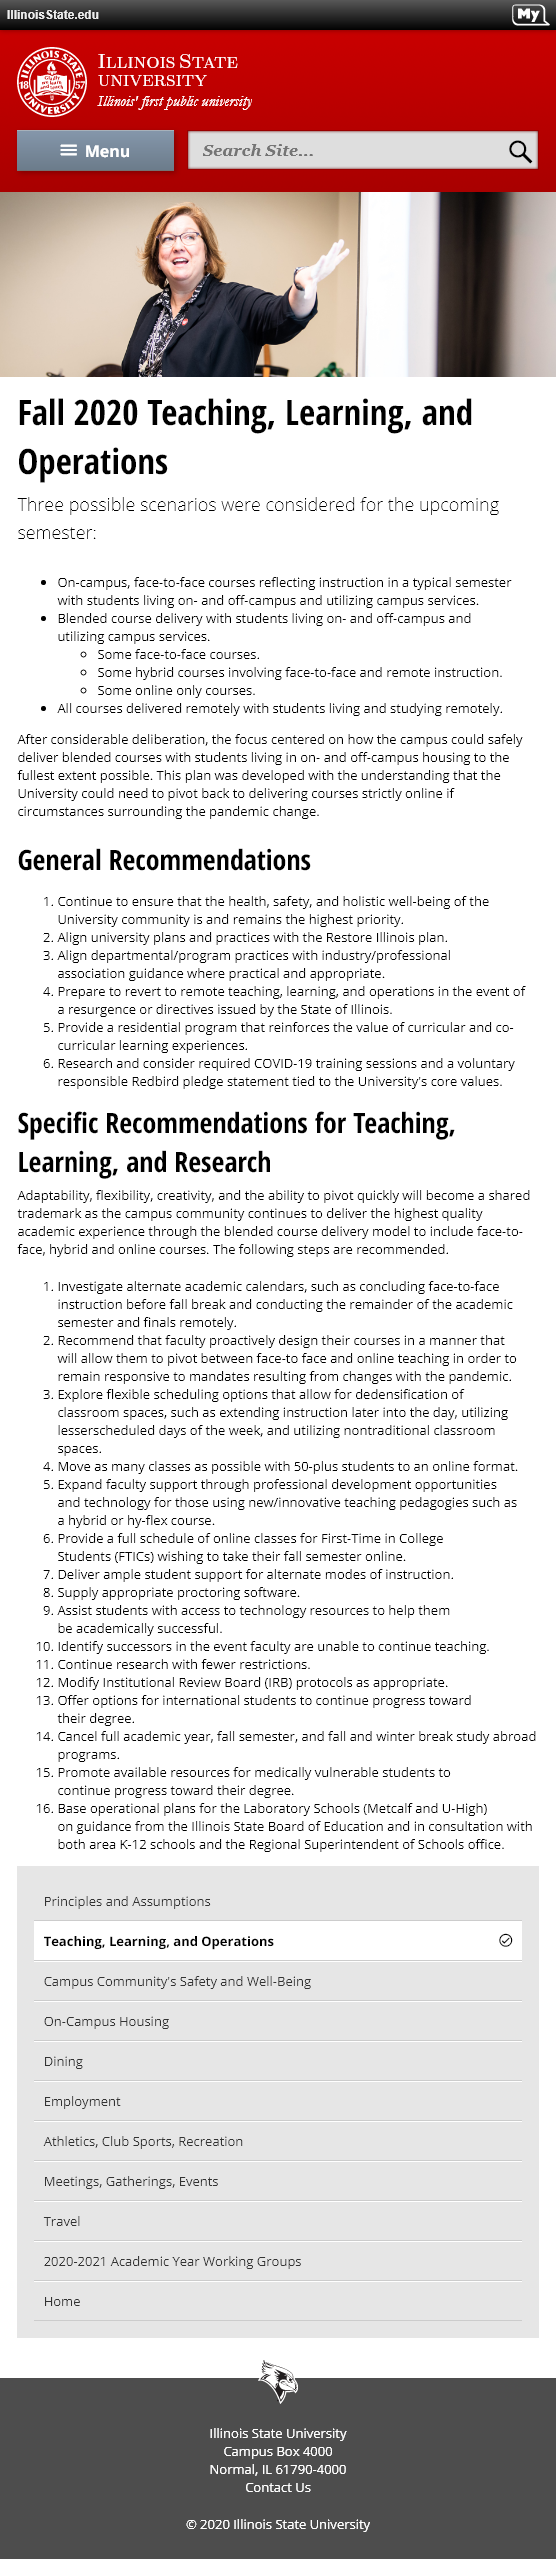 IllinoisState.edu
My
ILLINOIS STATE
UNIVERSITY
Illinois' first public university
ILLINOIS STATE
18 57
UNIVERSITY
Menu
Search Site...
Fall 2020 Teaching, Learning, and
Operations
Three possible scenarios were considered for the upcoming
semester:
• On-campus, face-to-face courses reflecting instruction in a typical semester
with students living on- and off-campus and utilizing campus services.
• Blended course delivery with students living on- and off-campus and
utilizing campus services.
○ Some face-to-face courses.
○ Some hybrid courses involving face-to-face and remote instruction.
○ Some online only courses.
• All courses delivered remotely with students living and studying remotely.
After considerable deliberation, the focus centered on how the campus could safely
deliver blended courses with students living in on- and off-campus housing to the
fullest extent possible. This plan was developed with the understanding that the
University could need to pivot back to delivering courses strictly online if
circumstances surrounding the pandemic change.
General Recommendations
1. Continue to ensure that the health, safety, and holistic well-being of the
University community is and remains the highest priority.
2. Align university plans and practices with the Restore Illinois plan.
3. Align departmental/program practices with industry/professional
association guidance where practical and appropriate.
4. Prepare to revert to remote teaching, learning, and operations in the event of
a resurgence or directives issued by the State of Illinois.
5. Provide a residential program that reinforces the value of curricular and co-
curricular learning experiences.
6. Research and consider required COVID-19 training sessions and a voluntary
responsible Redbird pledge statement tied to the University's core values.
Specific Recommendations for Teaching,
Learning, and Research
Adaptability, flexibility, creativity, and the ability to pivot quickly will become a shared
trademark as the campus community continues to deliver the highest quality
academic experience through the blended course delivery model to include face-to-
face, hybrid and online courses. The following steps are recommended.
1. Investigate alternate academic calendars, such as concluding face-to-face
instruction before fall break and conducting the remainder of the academic
semester and finals remotely.
2. Recommend that faculty proactively design their courses in a manner that
will allow them to pivot between face-to face and online teaching in order to
remain responsive to mandates resulting from changes with the pandemic.
3. Explore flexible scheduling options that allow for dedensification of
classroom spaces, such as extending instruction later into the day, utilizing
lesserscheduled days of the week, and utilizing nontraditional classroom
spaces.
4. Move as many classes as possible with 50-plus students to an online format.
5. Expand faculty support through professional development opportunities
and technology for those using new/innovative teaching pedagogies such as
a hybrid or hy-flex course.
6. Provide a full schedule of online classes for First-Time in College
Students (FTICs) wishing to take their fall semester online.
7. Deliver ample student support for alternate modes of instruction.
8. Supply appropriate proctoring software.
9. Assist students with access to technology resources to help them
be academically successful.
10. Identify successors in the event faculty are unable to continue teaching.
11. Continue research with fewer restrictions.
12. Modify Institutional Review Board (IRB) protocols as appropriate.
13. Offer options for international students to continue progress toward
their degree.
14. Cancel full academic year, fall semester, and fall and winter break study abroad
programs.
15. Promote available resources for medically vulnerable students to
continue progress toward their degree.
16. Base operational plans for the Laboratory Schools (Metcalf and U-High)
on guidance from the Illinois State Board of Education and in consultation with
both area K-12 schools and the Regional Superintendent of Schools office.
Principles and Assumptions
Teaching, Learning, and Operations
Campus Community's Safety and Well-Being
On-Campus Housing
Dining
Employment
Athletics, Club Sports, Recreation
Meetings, Gatherings, Events
Travel
2020-2021 Academic Year Working Groups
Home
Illinois State University
Campus Box 4000
Normal, IL 61790-4000
Contact Us
© 2020 Illinois State University